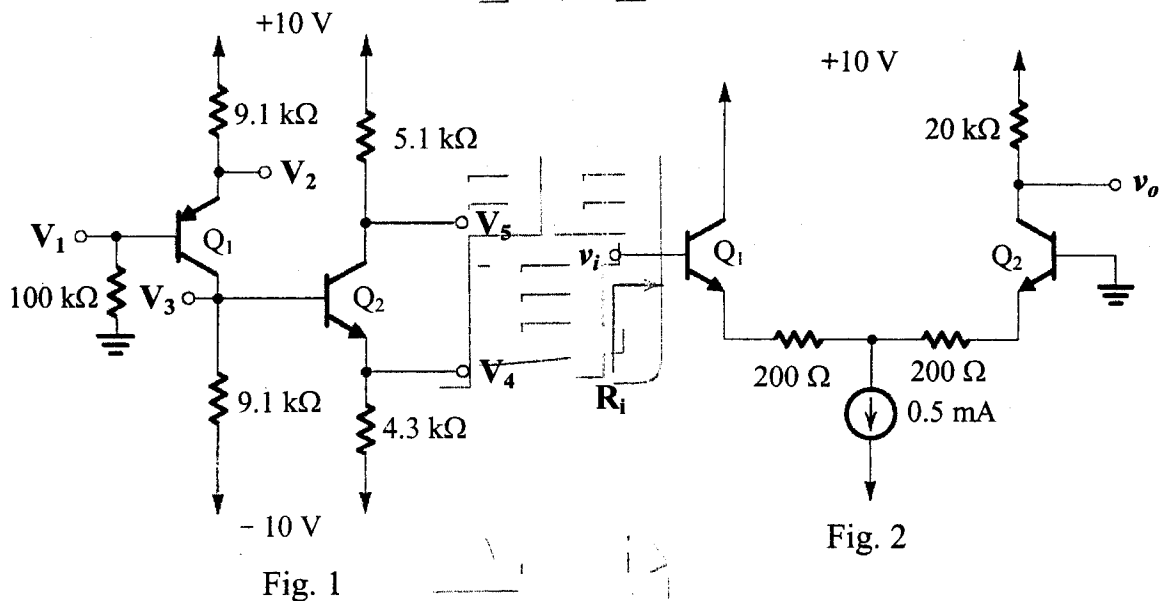 +10 V
9.1 kΩ
V₂
5.1 kΩ
V₁
Q₁
100 kΩ
V₃
V₅
Q₂
V₄
9.1 kΩ
4.3 kΩ
− 10 V
Fig. 1
+10 V
20 kΩ
vₒ
vᵢ
Q₁
Q₂
200 Ω
200 Ω
Rᵢ
0.5 mA
Fig. 2